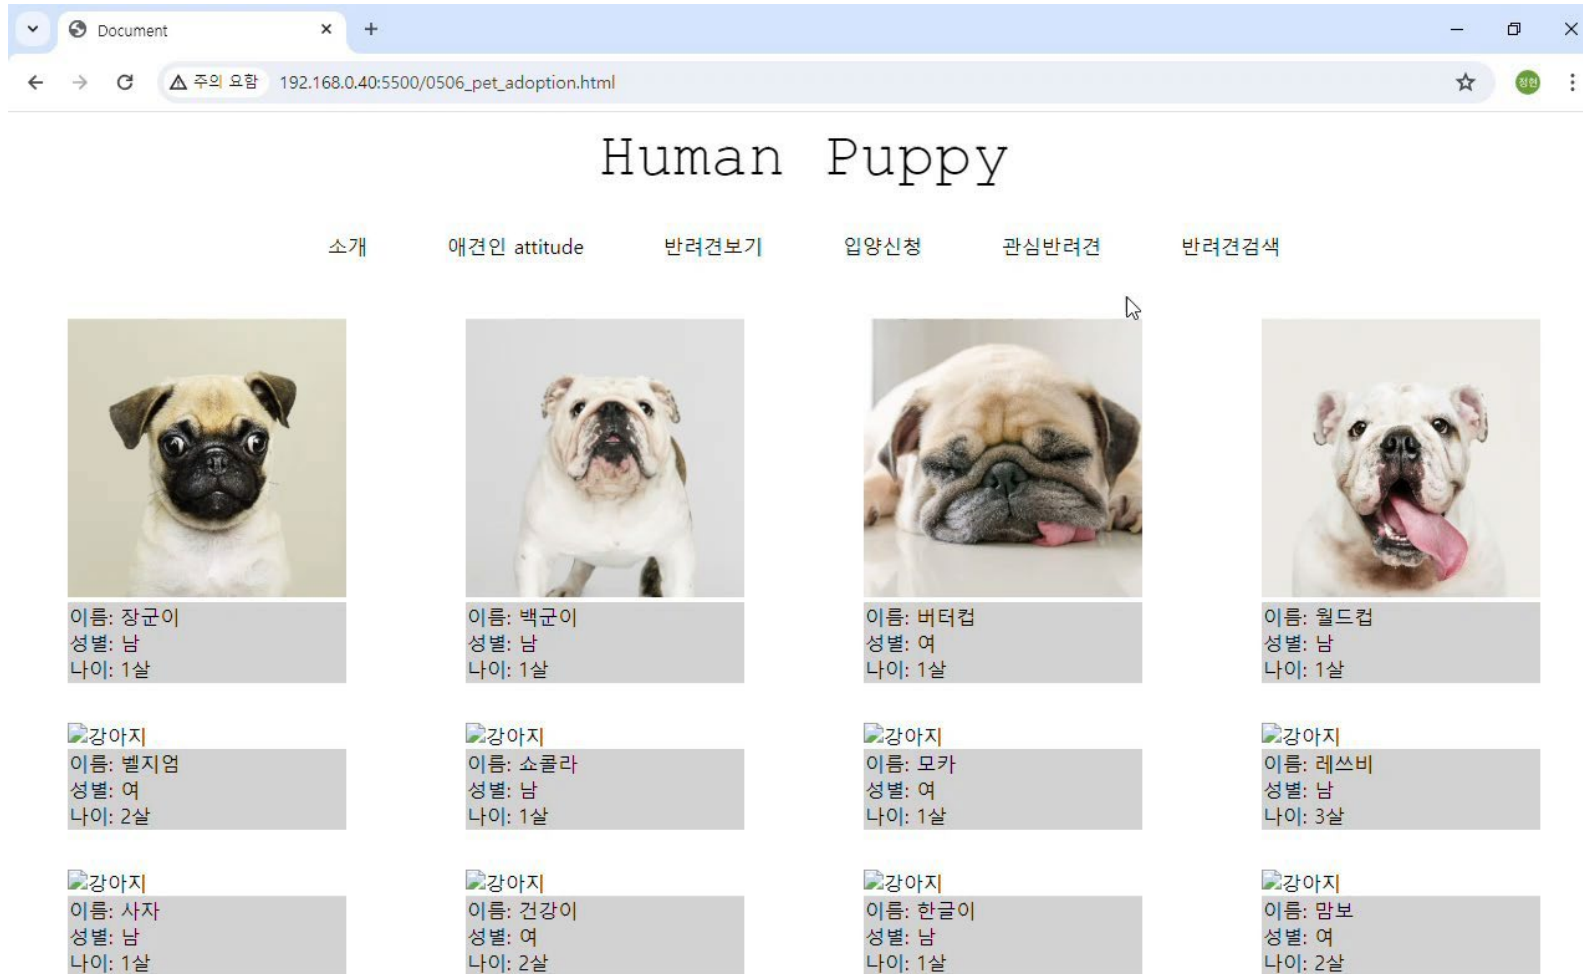 Document
주의 요함
192.168.0.40:5500/0506_pet_adoption.html
정현
Human Puppy
소개 애견인 attitude 반려견보기 입양신청 관심반려견 반려견검색
이름: 장군이
성별: 남
나이: 1살
이름: 백군이
성별: 남
나이: 1살
이름: 버터컵
성별: 여
나이: 1살
이름: 월드컵
성별: 남
나이: 1살
강아지
이름: 벨지엄
성별: 여
나이: 2살
강아지
이름: 쇼콜라
성별: 남
나이: 1살
강아지
이름: 모카
성별: 여
나이: 1살
강아지
이름: 레쓰비
성별: 남
나이: 3살
강아지
이름: 사자
성별: 남
나이: 1살
강아지
이름: 건강이
성별: 여
나이: 2살
강아지
이름: 한글이
성별: 남
나이: 1살
강아지
이름: 맘보
성별: 여
나이: 2살